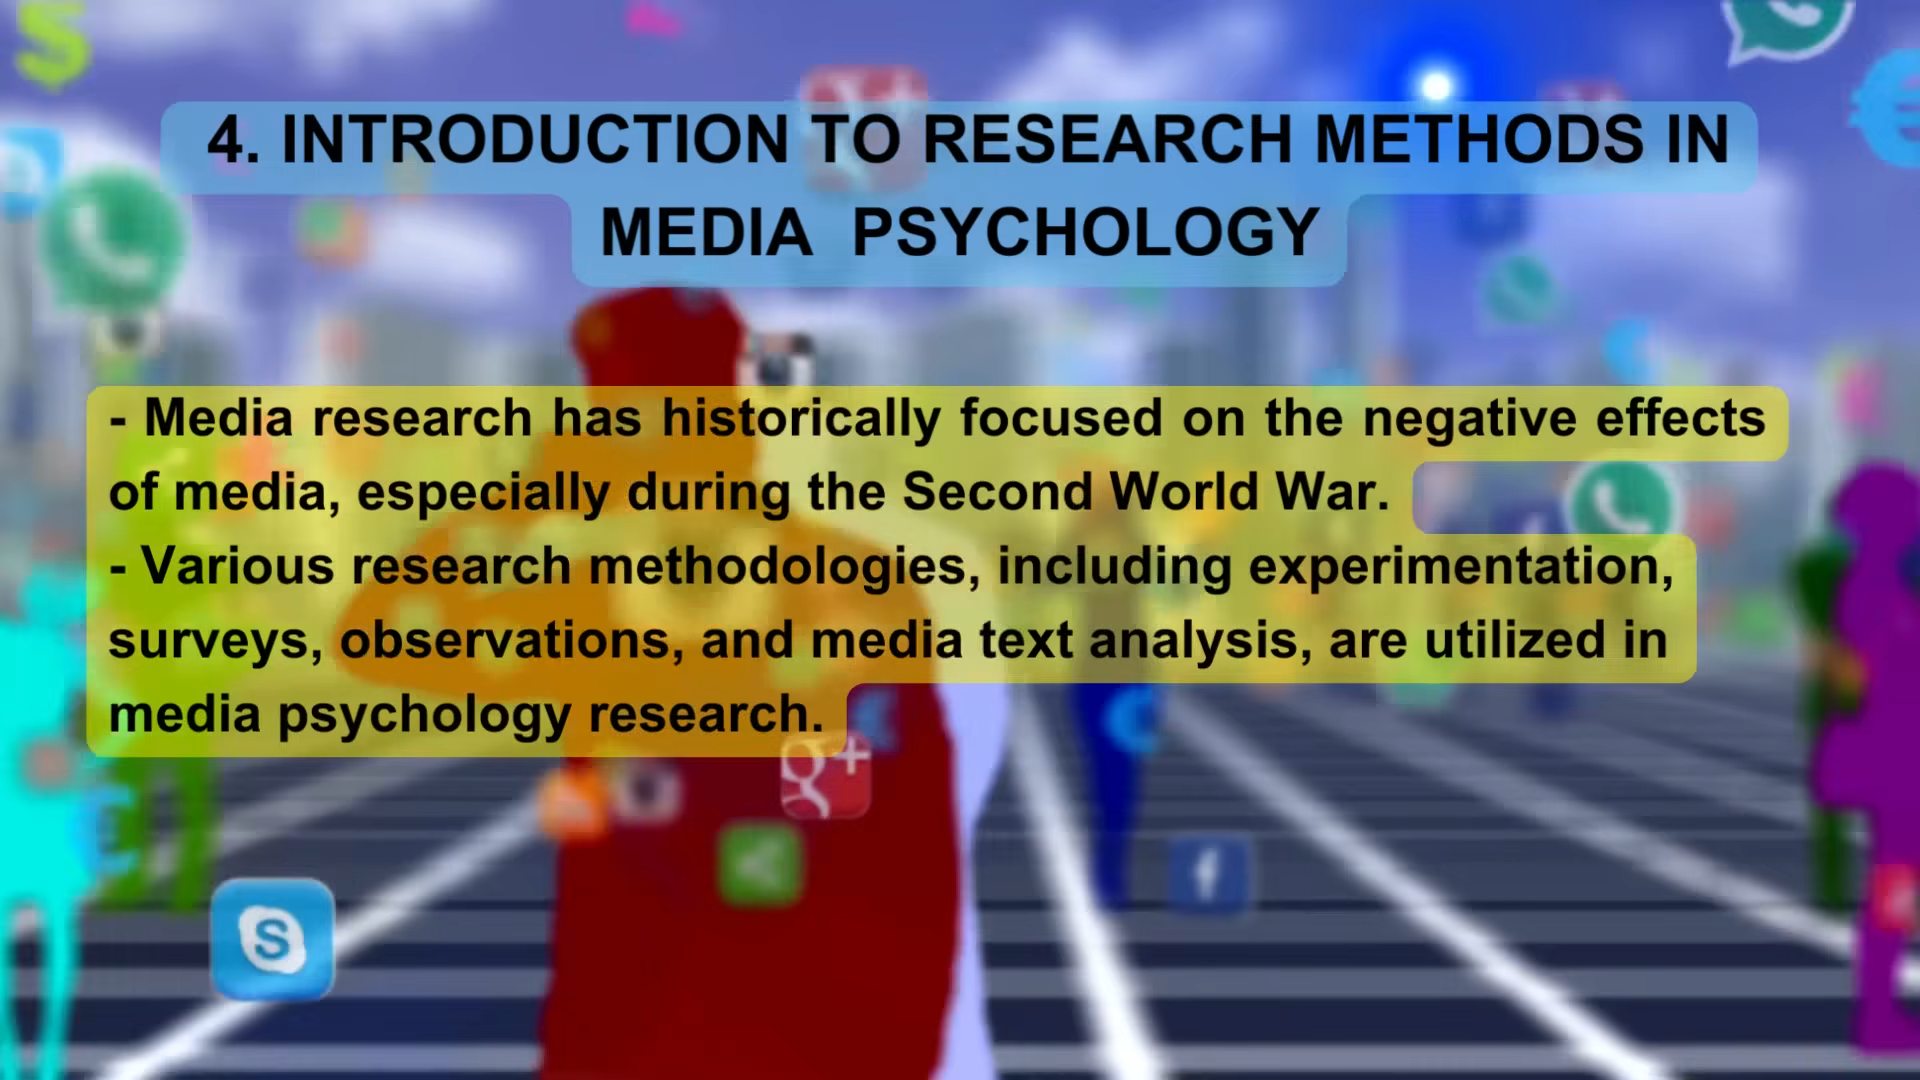 4. INTRODUCTION TO RESEARCH METHODS IN
MEDIA PSYCHOLOGY
- Media research has historically focused on the negative effects
of media, especially during the Second World War.
- Various research methodologies, including experimentation,
surveys, observations, and media text analysis, are utilized in
media psychology research.